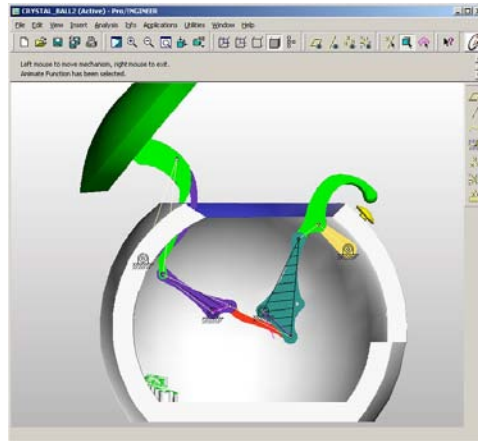 CRYSTAL_BALL2 (Active) - Pro/ENGINEER
File Edit View Insert Analysis Info Applications Utilities Window Help
Left mouse to move mechanism, right mouse to exit.
Animate Function has been selected.